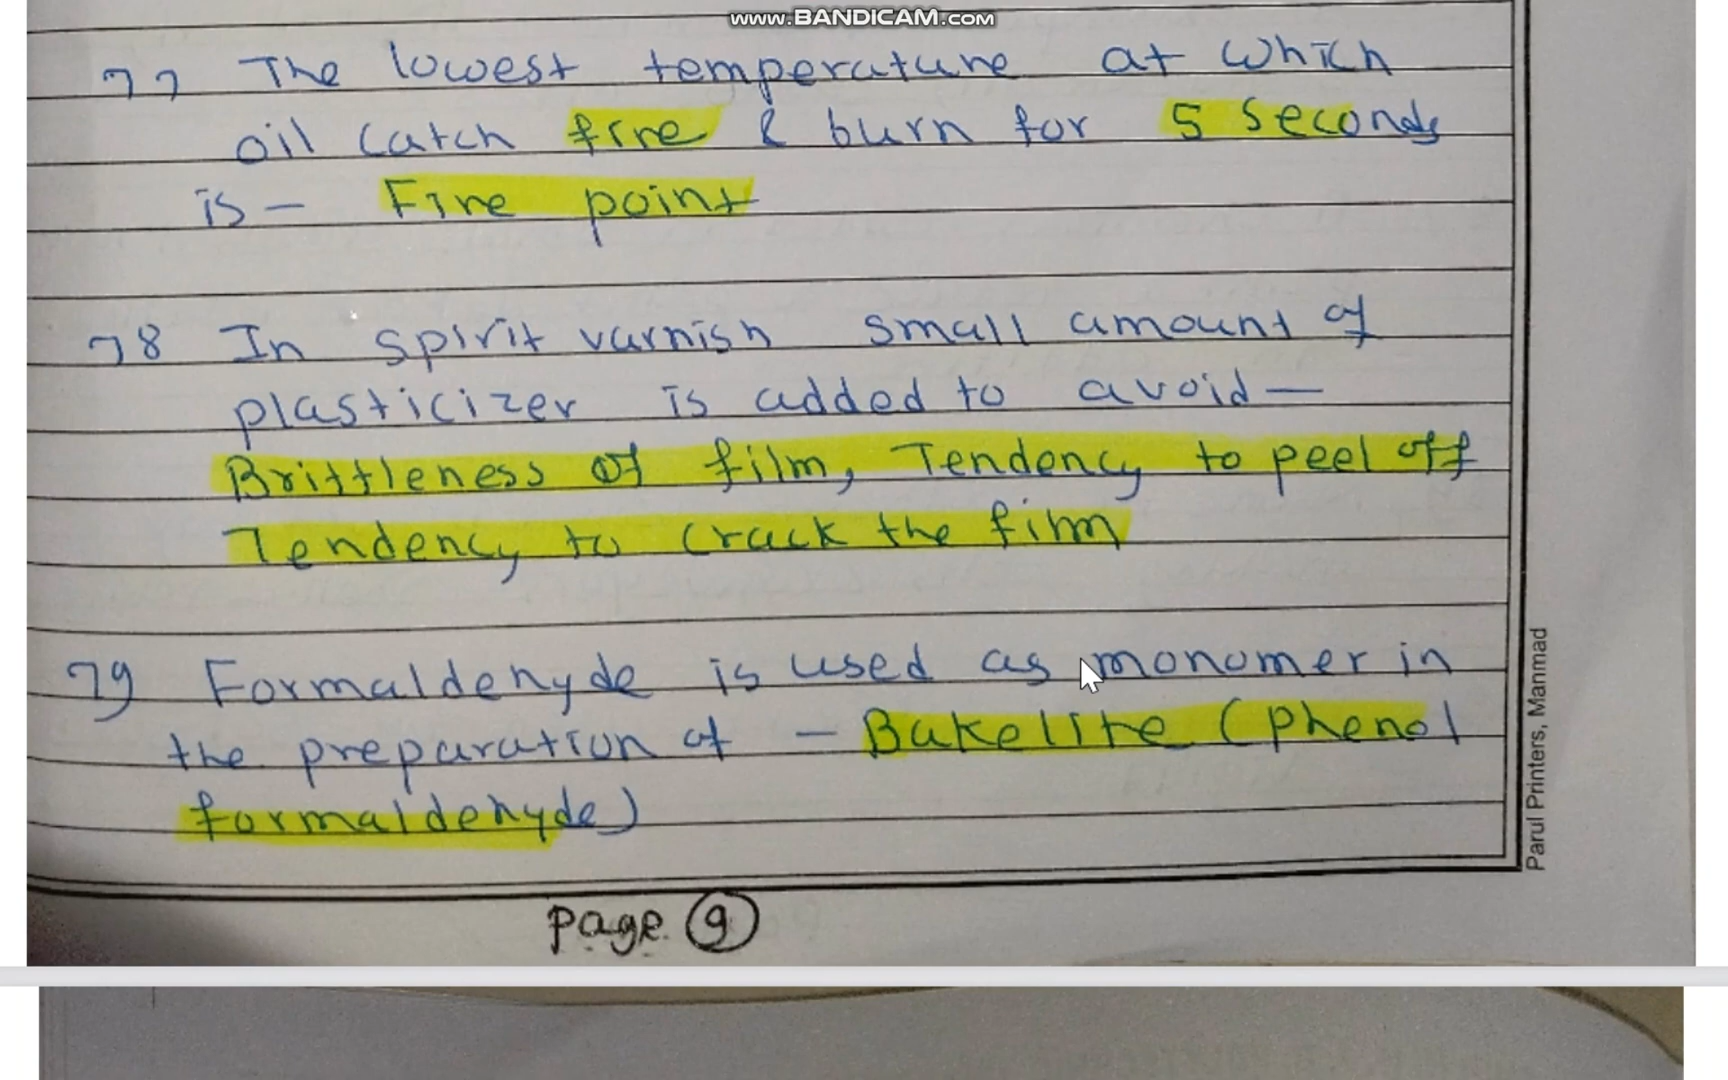 www.BANDICAM.com
77 The lowest temperature at which
oil catch fire & burn for 5 seconds
is - Fire point
78 In spirit varnish small amount of
plasticizer is added to avoid -
Brittleness of film, Tendency to peel off
Tendency to crack the film
79 Formaldehyde is used as monomer in
the preparation of - Bakelite (phenol
formaldehyde)
Parul Printers, Manmad
page 9